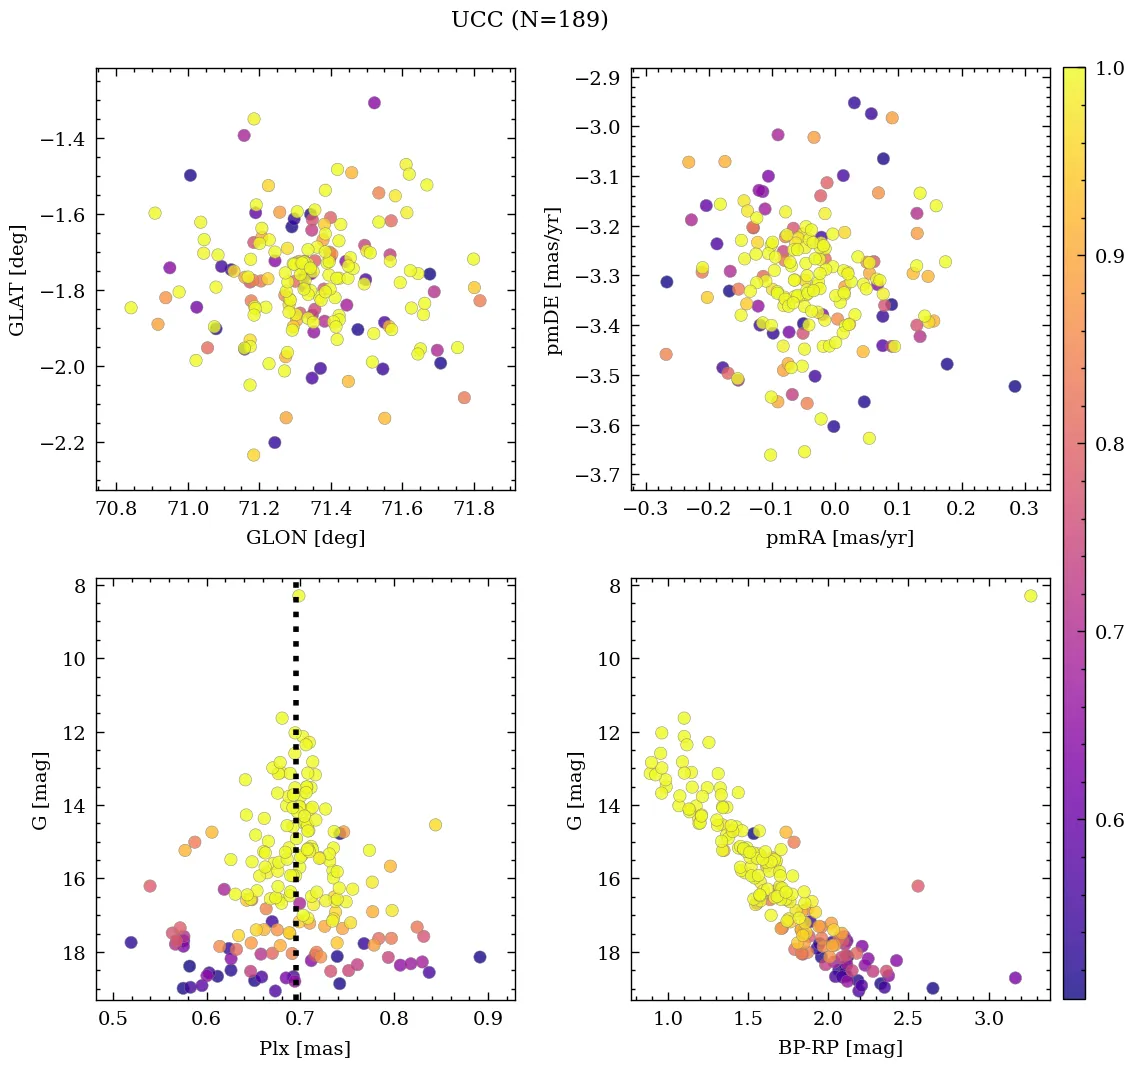 UCC (N=189)
−1.4
−1.6
−1.8
−2.0
−2.2
GLAT [deg]
70.8 71.0 71.2 71.4 71.6 71.8
GLON [deg]
−2.9
−3.0
−3.1
−3.2
−3.3
−3.4
−3.5
−3.6
−3.7
pmDE [mas/yr]
−0.3 −0.2 −0.1 0.0 0.1 0.2 0.3
pmRA [mas/yr]
8
10
12
14
16
18
G [mag]
0.5 0.6 0.7 0.8 0.9
Plx [mas]
8
10
12
14
16
18
G [mag]
1.0 1.5 2.0 2.5 3.0
BP-RP [mag]
1.0
0.9
0.8
0.7
0.6